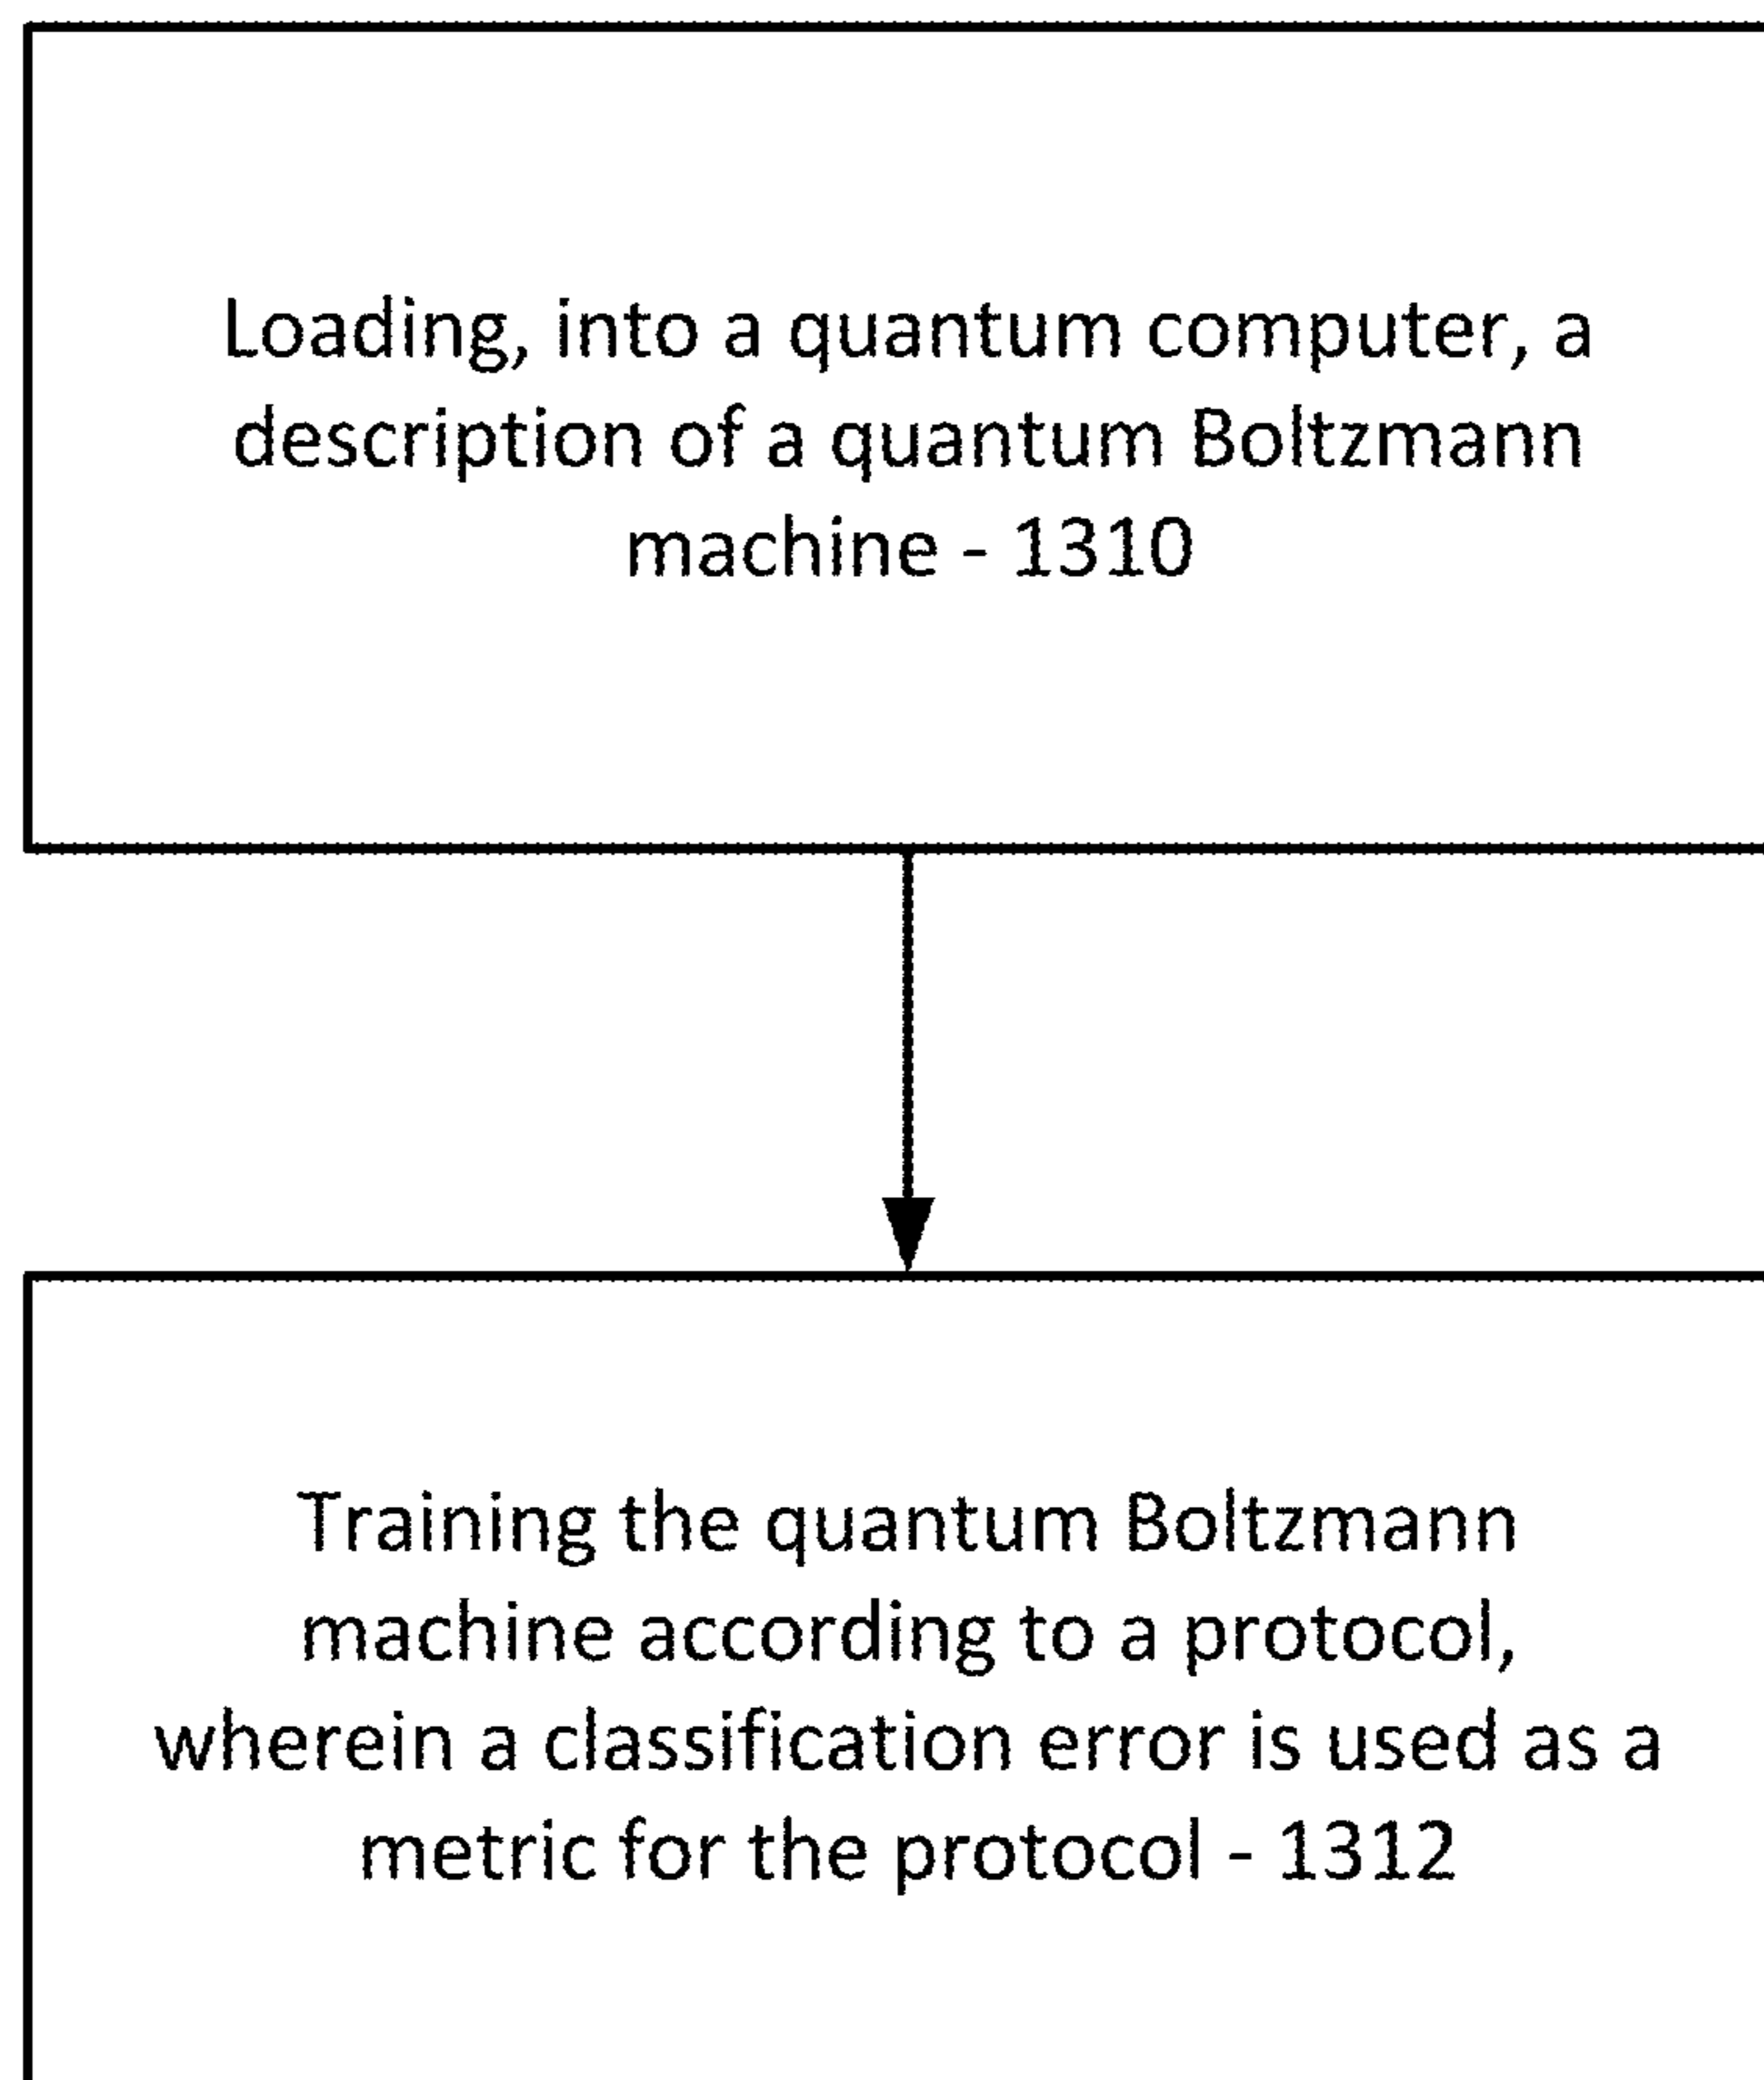 Loading, into a quantum computer, a
description of a quantum Boltzmann
machine - 1310
Training the quantum Boltzmann
machine according to a protocol,
wherein a classification error is used as a
metric for the protocol - 1312